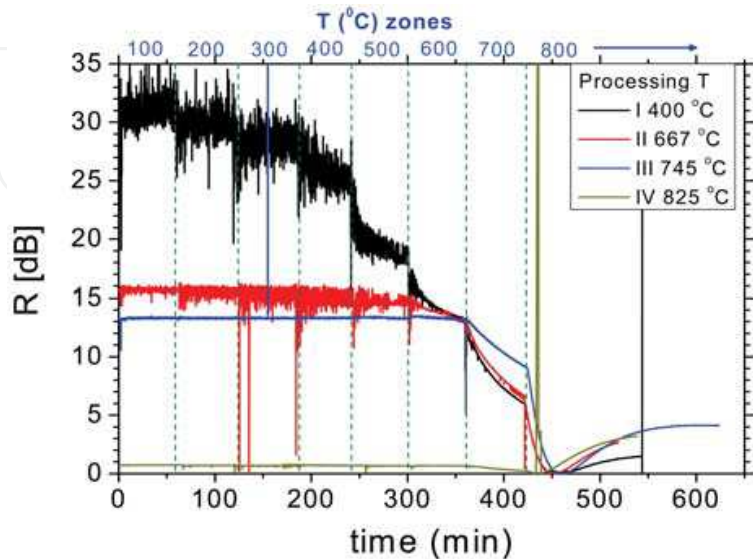 T (°C) zones
100 200 300 400 500 600 700 800
35
30
25
20
15
10
5
0
R [dB]
Processing T
I 400 °C
II 667 °C
III 745 °C
IV 825 °C
0 100 200 300 400 500 600
time (min)